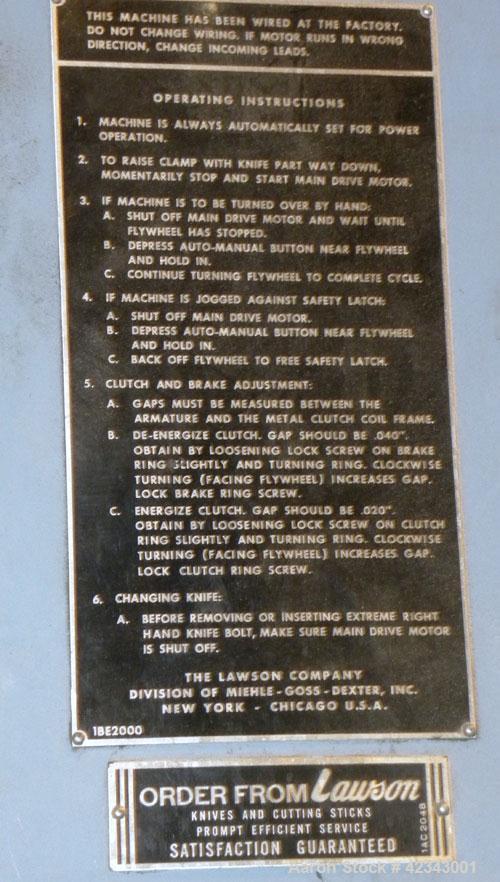 THIS MACHINE HAS BEEN WIRED AT THE FACTORY.
DO NOT CHANGE WIRING. IF MOTOR RUNS IN WRONG
DIRECTION, CHANGE INCOMING LEADS.
OPERATING INSTRUCTIONS
1. MACHINE IS ALWAYS AUTOMATICALLY SET FOR POWER
OPERATION.
2. TO RAISE CLAMP WITH KNIFE PART WAY DOWN,
MOMENTARILY STOP AND START MAIN DRIVE MOTOR.
3. IF MACHINE IS TO BE TURNED OVER BY HAND:
A. SHUT OFF MAIN DRIVE MOTOR AND WAIT UNTIL
FLYWHEEL HAS STOPPED.
B. DEPRESS AUTO-MANUAL BUTTON NEAR FLYWHEEL
AND HOLD IN.
C. CONTINUE TURNING FLYWHEEL TO COMPLETE CYCLE.
4. IF MACHINE IS JOGGED AGAINST SAFETY LATCH:
A. SHUT OFF MAIN DRIVE MOTOR.
B. DEPRESS AUTO-MANUAL BUTTON NEAR FLYWHEEL
AND HOLD IN.
C. BACK OFF FLYWHEEL TO FREE SAFETY LATCH.
5. CLUTCH AND BRAKE ADJUSTMENT:
A. GAPS MUST BE MEASURED BETWEEN THE
ARMATURE AND THE METAL CLUTCH COIL FRAME.
B. DE-ENERGIZE CLUTCH. GAP SHOULD BE .040".
OBTAIN BY LOOSENING LOCK SCREW ON BRAKE
RING SLIGHTLY AND TURNING RING. CLOCKWISE
TURNING (FACING FLYWHEEL) INCREASES GAP.
LOCK BRAKE RING SCREW.
C. ENERGIZE CLUTCH. GAP SHOULD BE .020".
OBTAIN BY LOOSENING LOCK SCREW ON CLUTCH
RING SLIGHTLY AND TURNING RING. CLOCKWISE
TURNING (FACING FLYWHEEL) INCREASES GAP.
LOCK CLUTCH RING SCREW.
6. CHANGING KNIFE:
A. BEFORE REMOVING OR INSERTING EXTREME RIGHT
HAND KNIFE BOLT, MAKE SURE MAIN DRIVE MOTOR
IS SHUT OFF.
THE LAWSON COMPANY
DIVISION OF MIEHLE-GOSS-DEXTER, INC.
NEW YORK - CHICAGO U.S.A.
1BE2000
ORDER FROM Lawson
KNIVES AND CUTTING STICKS
PROMPT EFFICIENT SERVICE
SATISFACTION GUARANTEED
1AC2048
Aaron Stock # 42343001